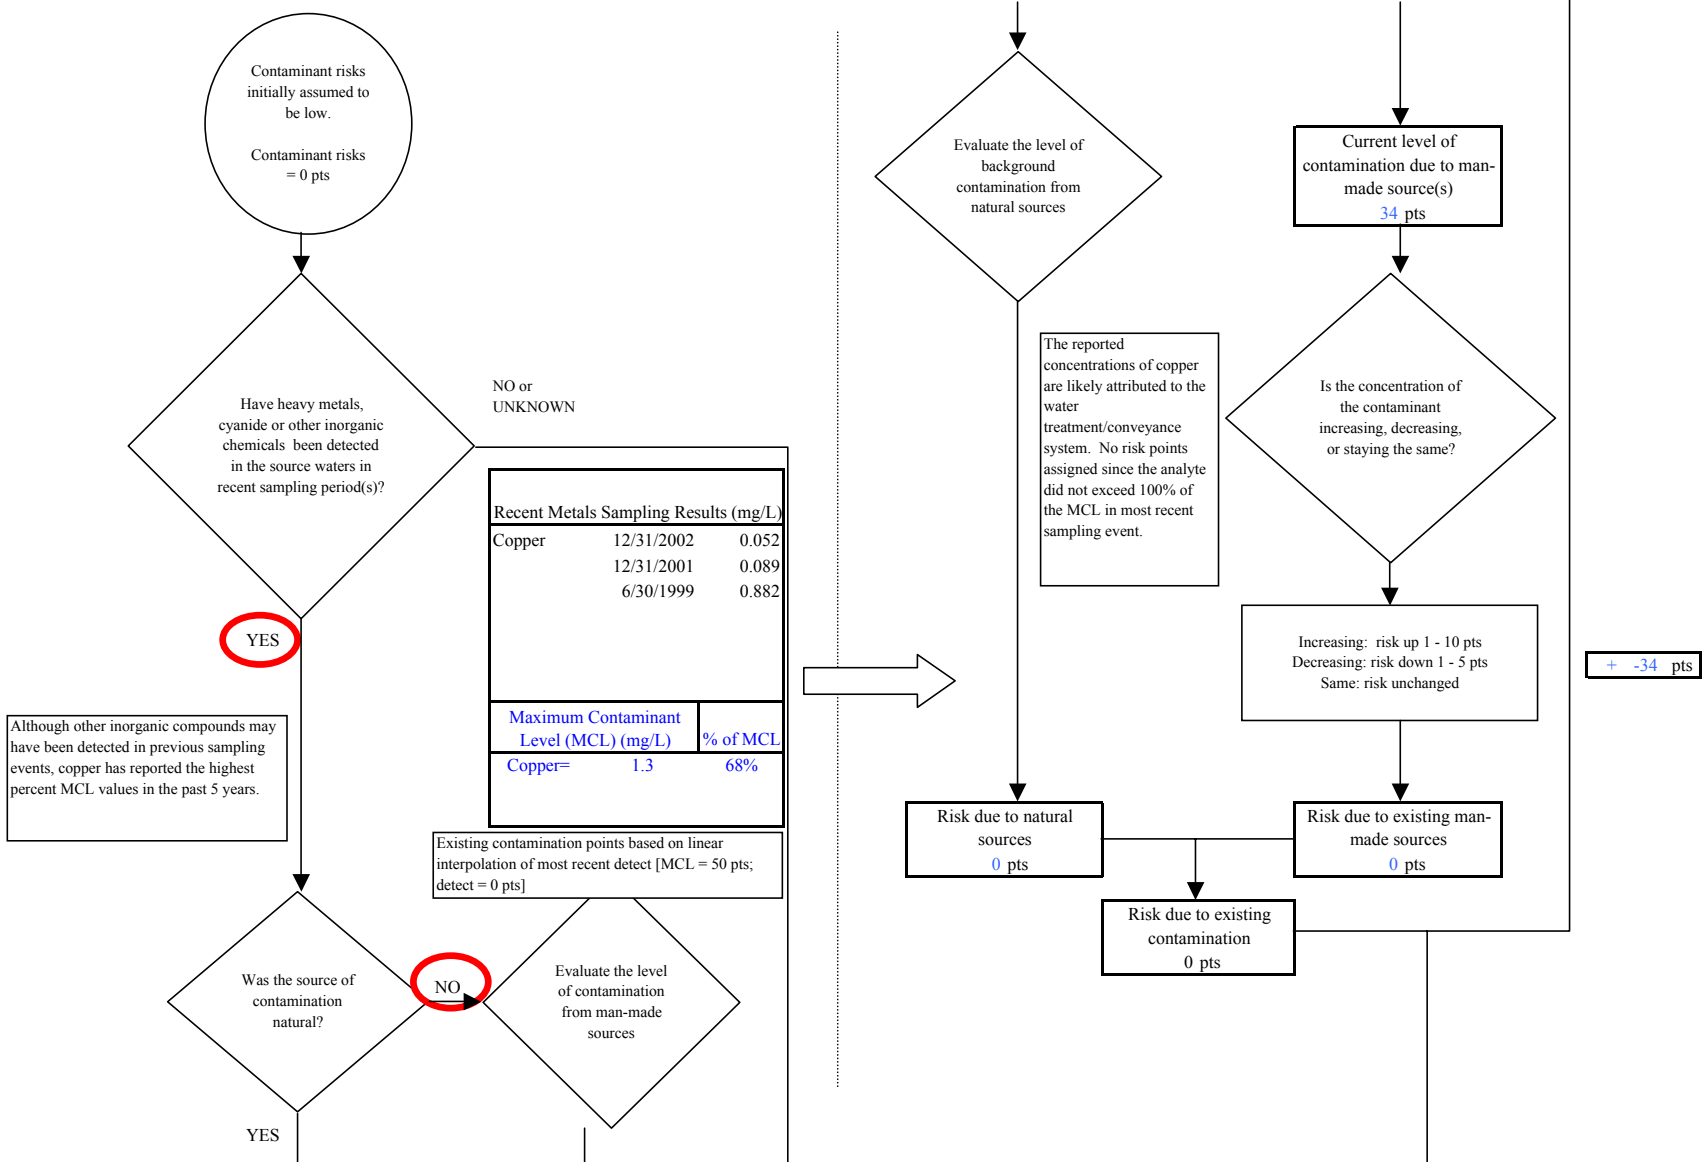 Contaminant risks
initially assumed to
be low.
Contaminant risks
= 0 pts
Have heavy metals,
cyanide or other inorganic
chemicals been detected
in the source waters in
recent sampling period(s)?
NO or
UNKNOWN
YES
Recent Metals Sampling Results (mg/L)
Copper 12/31/2002 0.052
12/31/2001 0.089
6/30/1999 0.882
Maximum Contaminant
Level (MCL) (mg/L) % of MCL
Copper= 1.3 68%
Although other inorganic compounds may
have been detected in previous sampling
events, copper has reported the highest
percent MCL values in the past 5 years.
Existing contamination points based on linear
interpolation of most recent detect [MCL = 50 pts;
detect = 0 pts]
Was the source of
contamination
natural?
NO
Evaluate the level
of contamination
from man-made
sources
YES
Evaluate the level of
background
contamination from
natural sources
Current level of
contamination due to man-
made source(s)
34 pts
The reported
concentrations of copper
are likely attributed to the
water
treatment/conveyance
system. No risk points
assigned since the analyte
did not exceed 100% of
the MCL in most recent
sampling event.
Is the concentration of
the contaminant
increasing, decreasing,
or staying the same?
Increasing: risk up 1 - 10 pts
Decreasing: risk down 1 - 5 pts
Same: risk unchanged
+ -34 pts
Risk due to natural
sources
0 pts
Risk due to existing man-
made sources
0 pts
Risk due to existing
contamination
0 pts